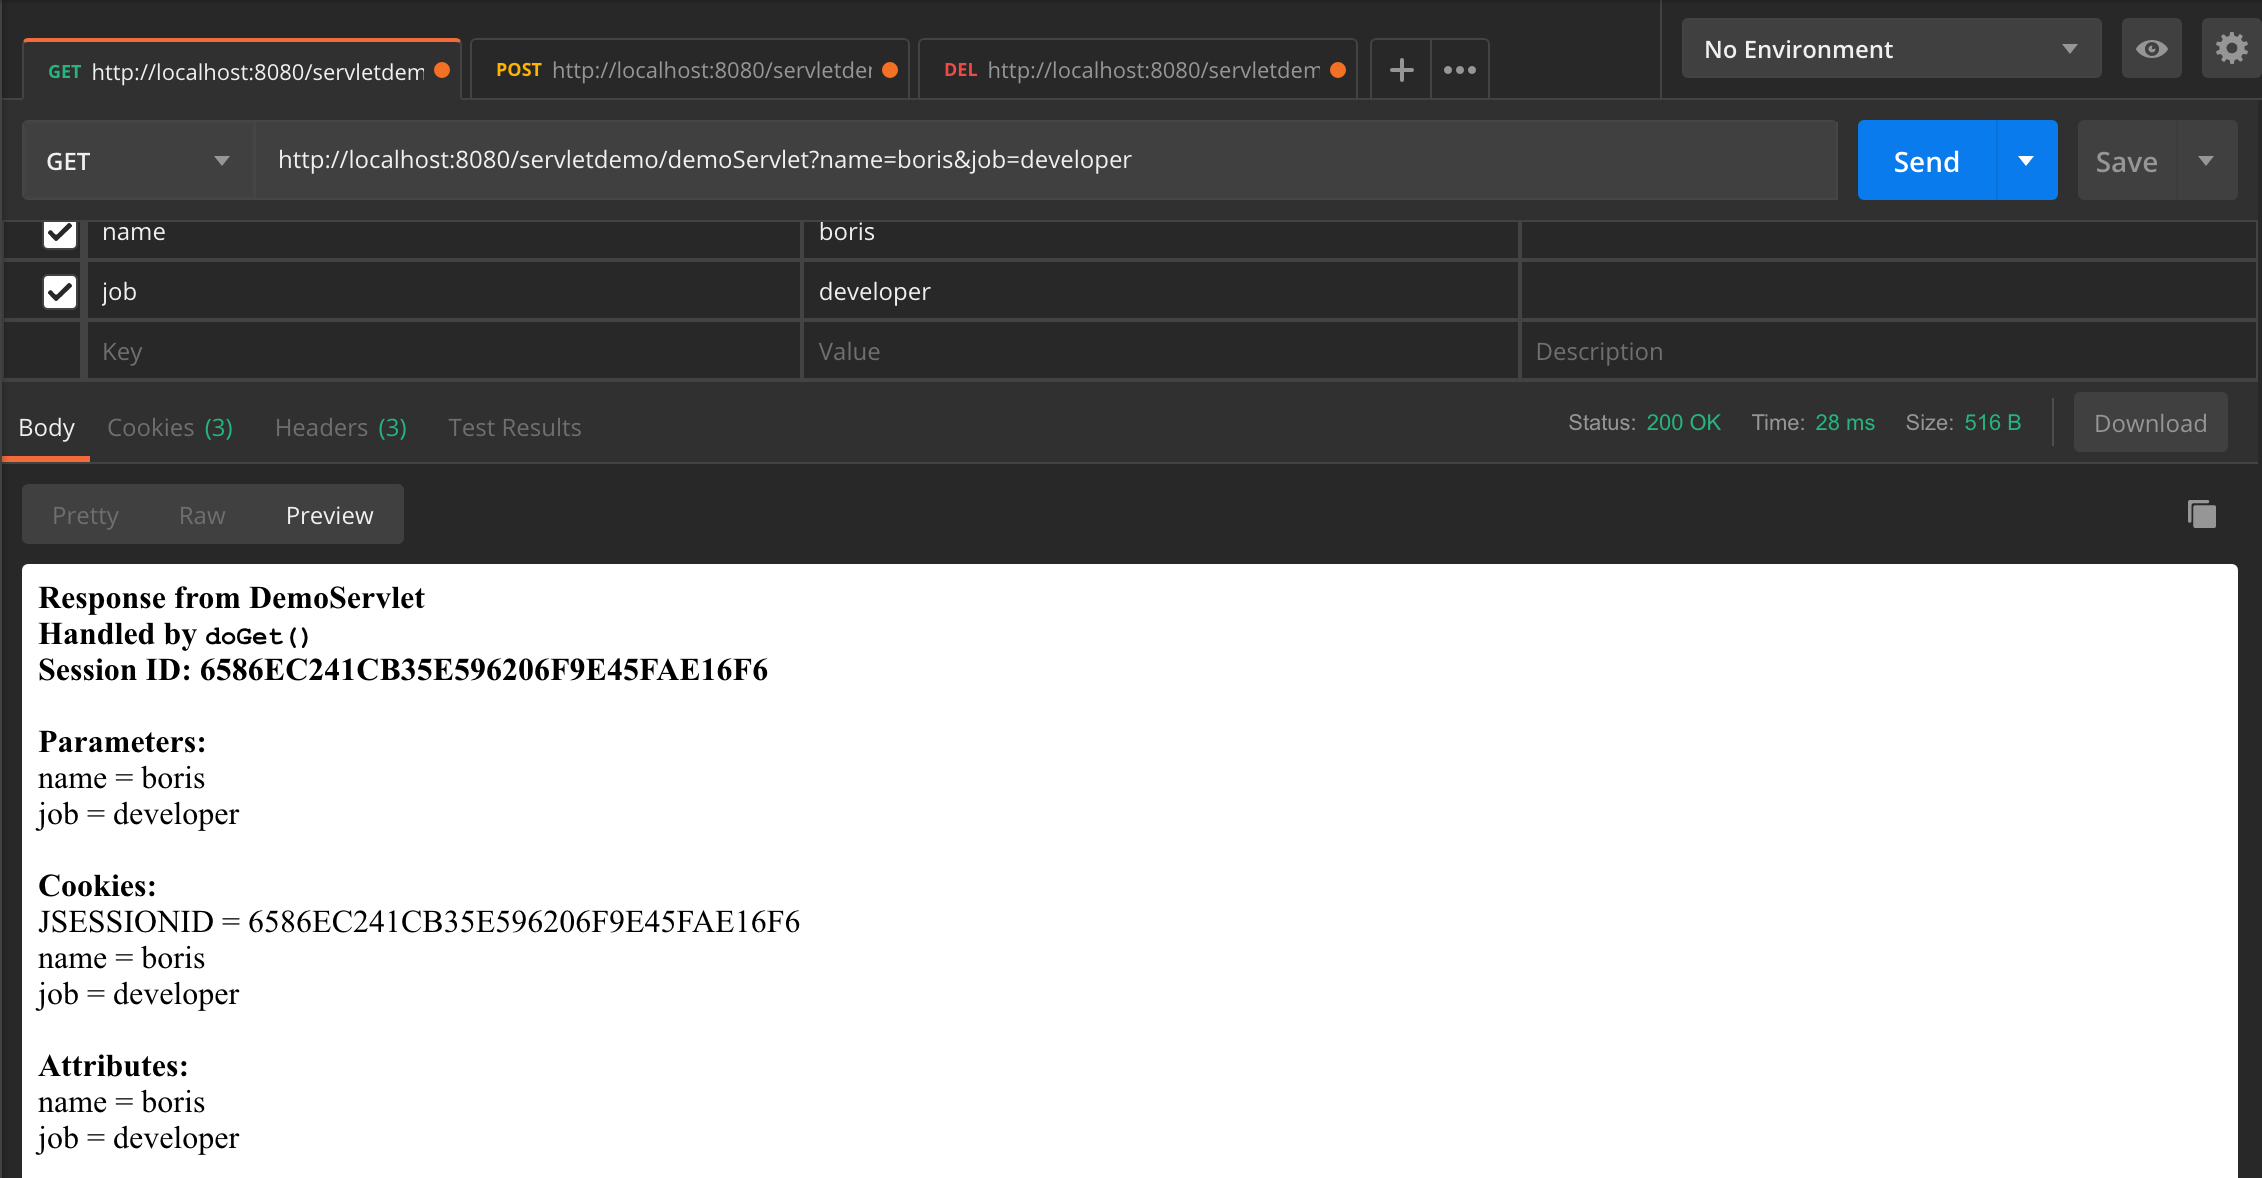 GET http://localhost:8080/servletdem
POST http://localhost:8080/servletder
DEL http://localhost:8080/servletdem
No Environment
GET http://localhost:8080/servletdemo/demoServlet?name=boris&job=developer Send Save
name boris
job developer
Key Value Description
Body Cookies (3) Headers (3) Test Results Status: 200 OK Time: 28 ms Size: 516 B Download
Pretty Raw Preview
Response from DemoServlet
Handled by doGet()
Session ID: 6586EC241CB35E596206F9E45FAE16F6
Parameters:
name = boris
job = developer
Cookies:
JSESSIONID = 6586EC241CB35E596206F9E45FAE16F6
name = boris
job = developer
Attributes:
name = boris
job = developer